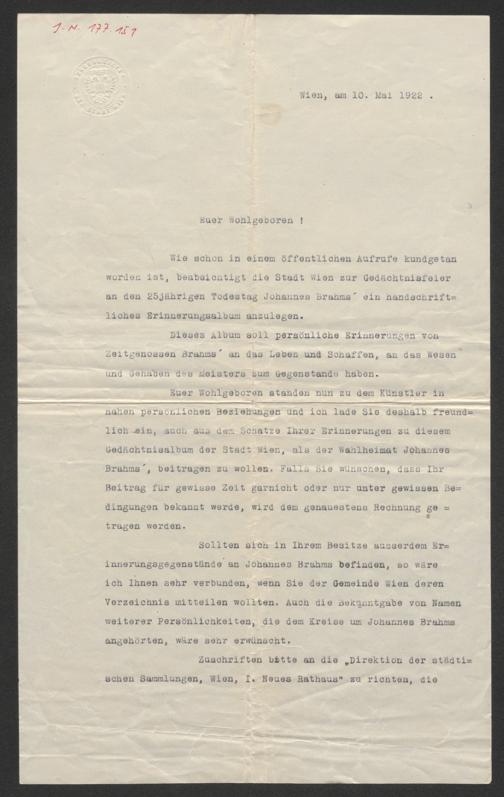 J.N. 177.151
Wien, am 10. Mai 1922 .
Euer Wohlgeboren !
Wie schon in einem öffentlichen Aufrufe kundgetan
worden ist, beabsichtigt die Stadt Wien zur Gedächtnisfeier
an den 25jährigen Todestag Johannes Brahms´ ein handschrift=
liches Erinnerungsalbum anzulegen.
Dieses Album soll persönliche Erinnerungen von
Zeitgenossen Brahms´ an das Leben und Schaffen, an das Wesen
und Gehaben des Meisters zum Gegenstande haben.
Euer Wohlgeboren standen nun zu dem Künstler in
nahen persönlichen Beziehungen und ich lade Sie deshalb freund=
lich ein, auch aus dem Schatze Ihrer Erinnerungen zu diesem
Gedächtnisalbum der Stadt Wien, als der Wahlheimat Johannes
Brahms´, beitragen zu wollen. Falls Sie wünschen, dass Ihr
Beitrag für gewisse Zeit garnicht oder nur unter gewissen Be=
dingungen bekannt werde, wird dem genauestens Rechnung ge =
tragen werden.
Sollten sich in Ihrem Besitze ausserdem Er=
innerungsgegenstände an Johannes Brahms befinden, so wäre
ich Ihnen sehr verbunden, wenn Sie der Gemeinde Wien deren
Verzeichnis mitteilen wollten. Auch die Bekanntgabe von Namen
weiterer Persönlichkeiten, die dem Kreise um Johannes Brahms
angehörten, wäre sehr erwünscht.
Zuschriften bitte an die „Direktion der städti=
schen Sammlungen, Wien, I. Neues Rathaus" zu richten, die